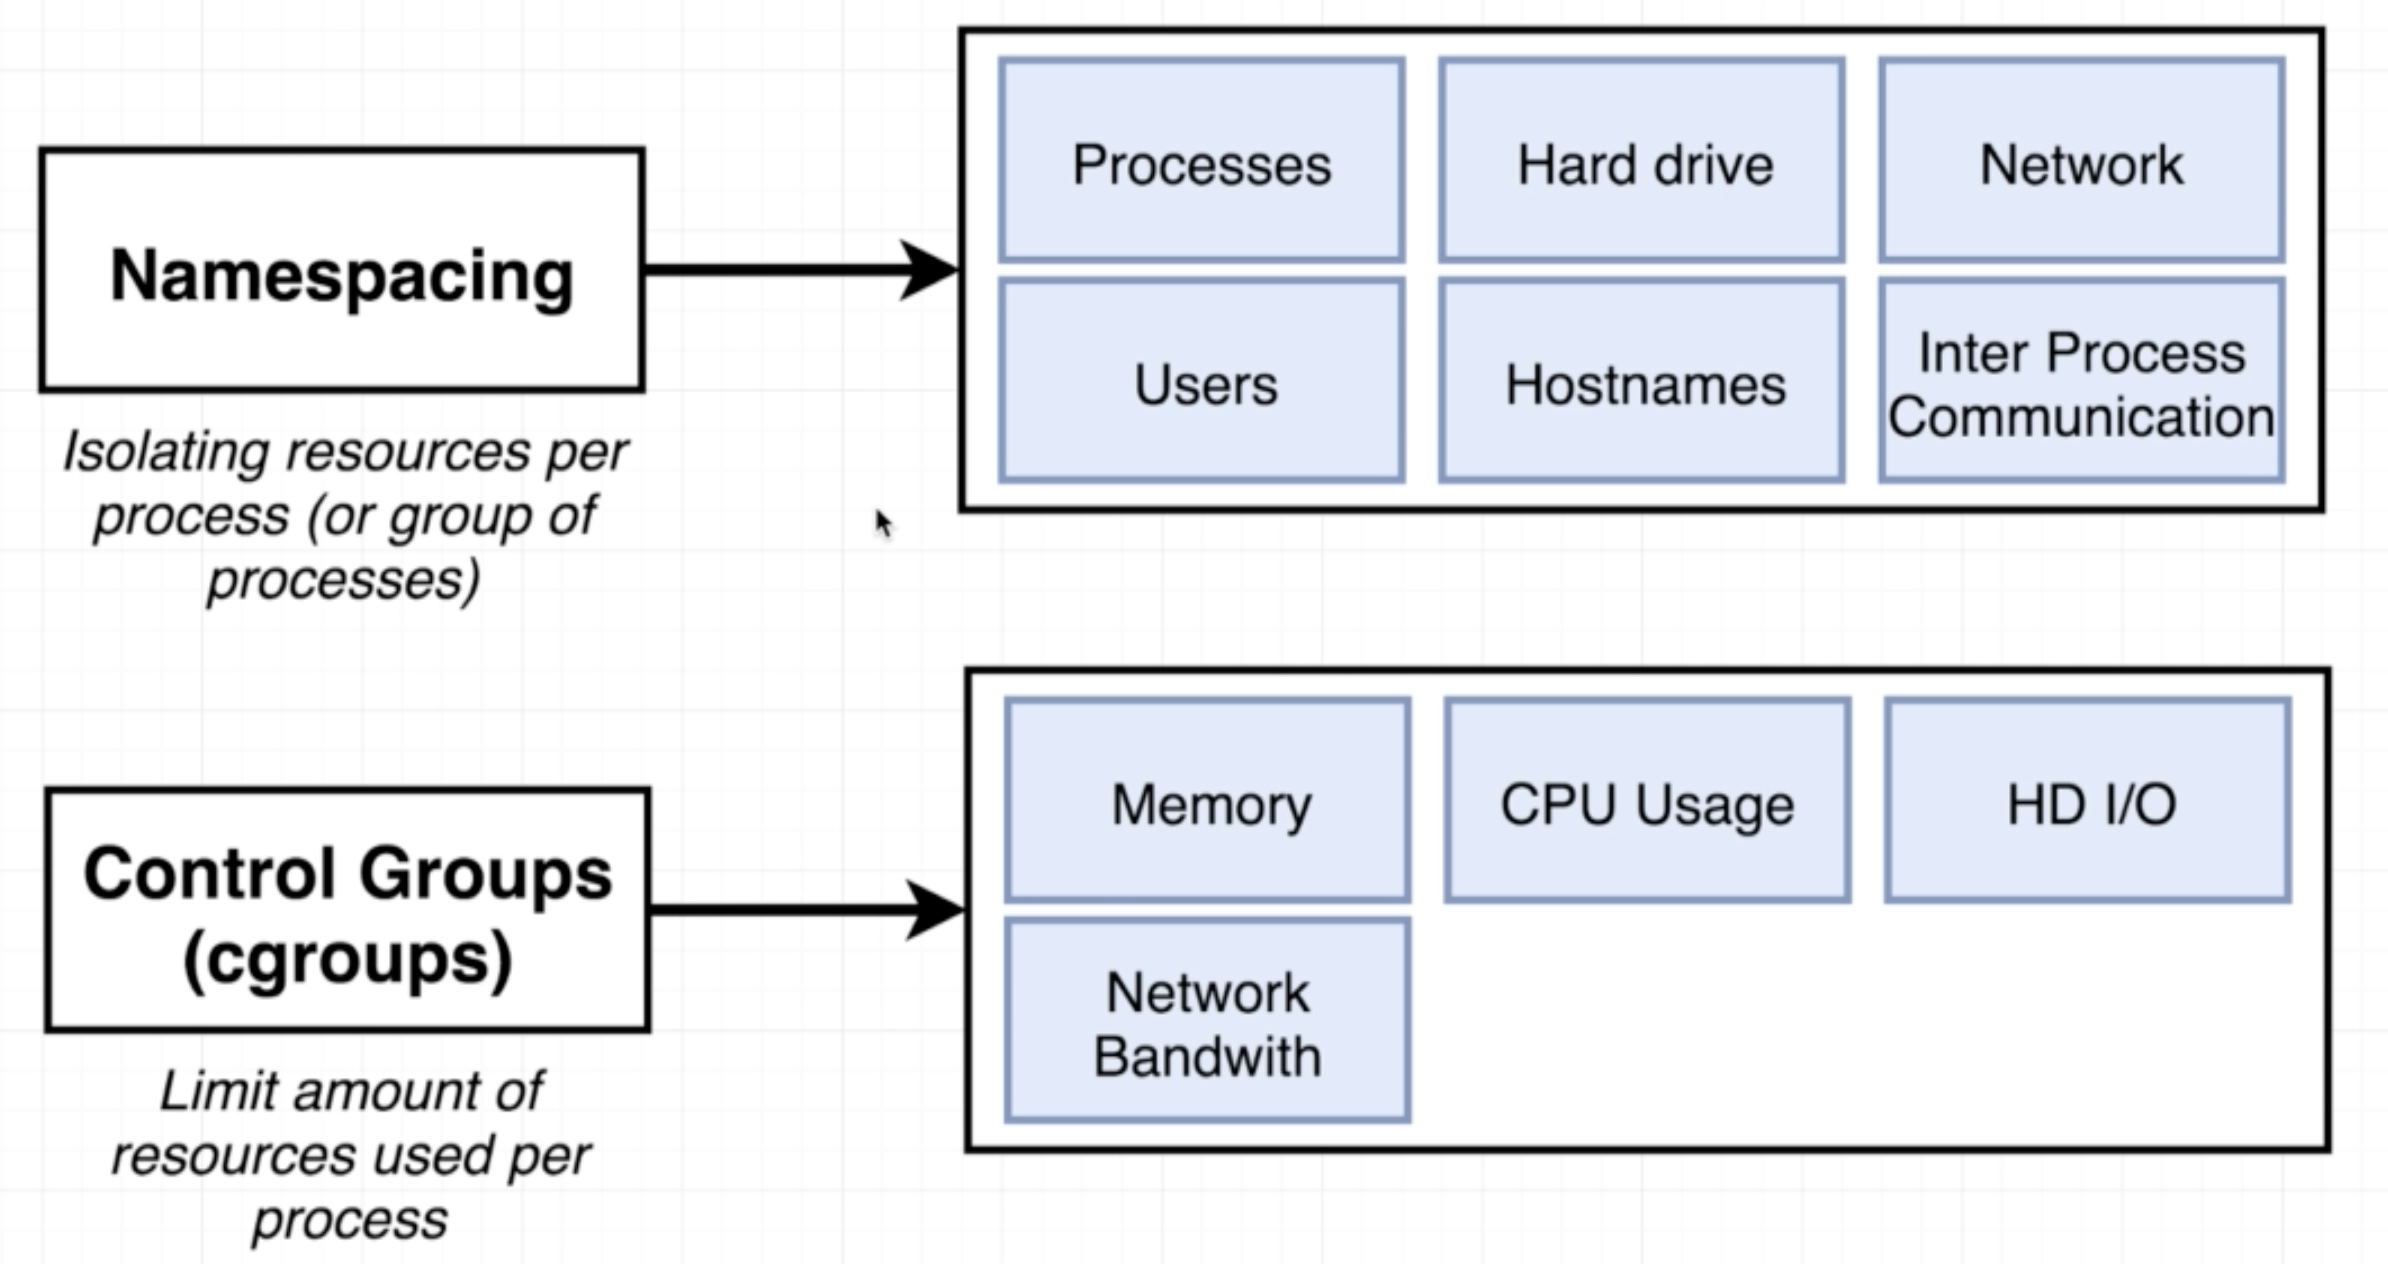 Namespacing
Isolating resources per
process (or group of
processes)
Processes
Hard drive
Network
Users
Hostnames
Inter Process
Communication
Control Groups
(cgroups)
Limit amount of
resources used per
process
Memory
CPU Usage
HD I/O
Network
Bandwith